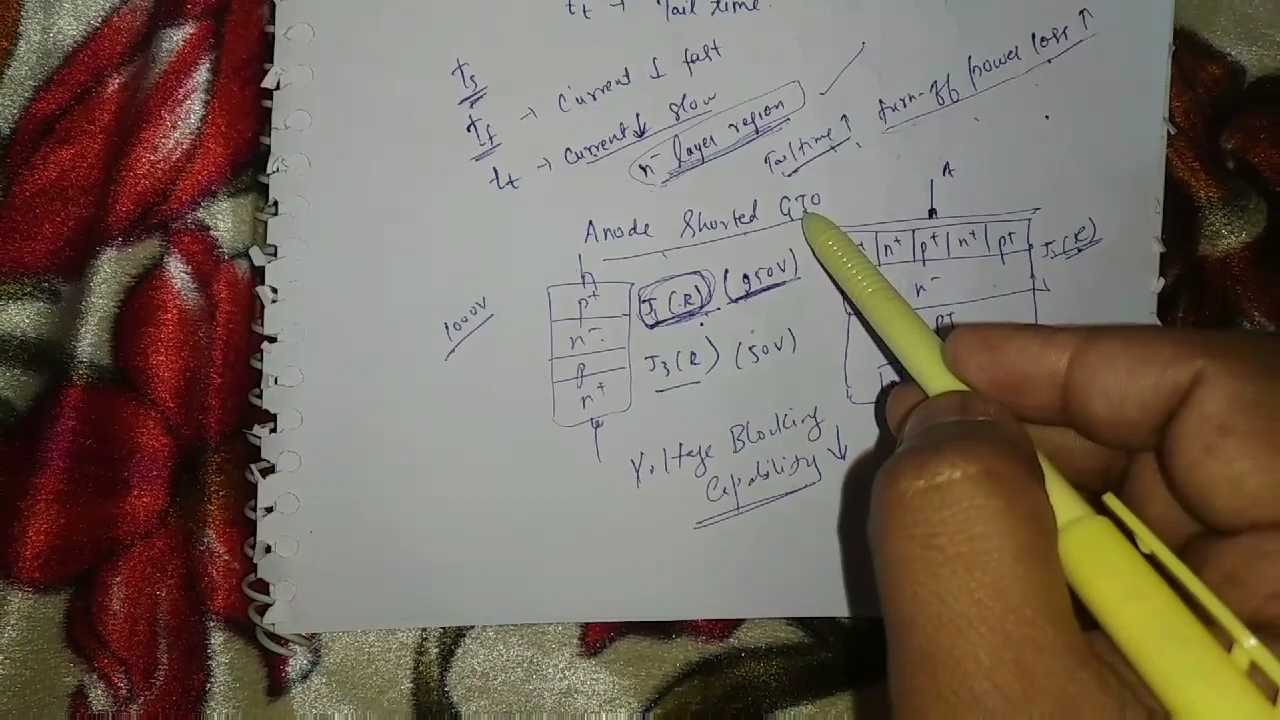 tt → Tail time.
ts
tf → Current ↓ fast
tt → Current ↓ slow
n⁻ layer region
Tail time ↑
turn-off power loss ↑
Anode Shorted GTO
A
p⁺
n⁻
p
n⁺
1000V
J₁(R) (950V)
J₃(R) (50V)
n⁺ p⁺ n⁺ p⁺
n⁻
Voltage Blocking
Capability ↓